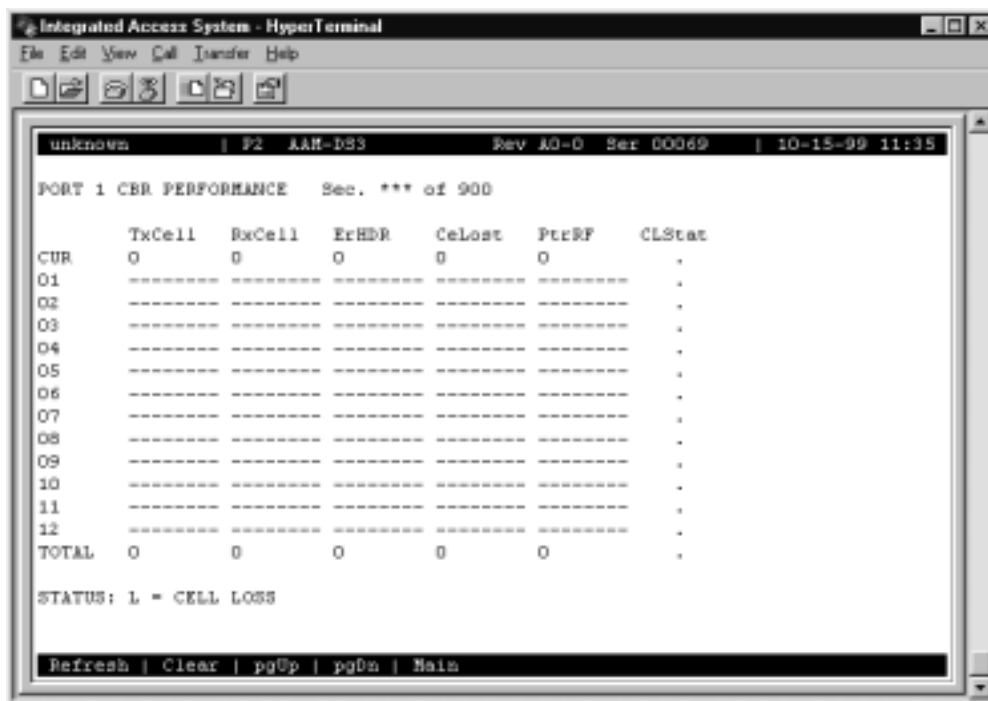 Integrated Access System - HyperTerminal
File Edit View Call Transfer Help
unknown | P2 AAM-DS3 Rev A0-0 Ser 00069 | 10-15-99 11:35
PORT 1 CBR PERFORMANCE Sec. *** of 900
TxCell RxCell ErHDR CeLost PtrRF CLStat
CUR 0 0 0 0 0 .
01 -------- -------- -------- -------- -------- .
02 -------- -------- -------- -------- -------- .
03 -------- -------- -------- -------- -------- .
04 -------- -------- -------- -------- -------- .
05 -------- -------- -------- -------- -------- .
06 -------- -------- -------- -------- -------- .
07 -------- -------- -------- -------- -------- .
08 -------- -------- -------- -------- -------- .
09 -------- -------- -------- -------- -------- .
10 -------- -------- -------- -------- -------- .
11 -------- -------- -------- -------- -------- .
12 -------- -------- -------- -------- -------- .
TOTAL 0 0 0 0 0 .
STATUS: L = CELL LOSS
Refresh | Clear | pgUp | pgDn | Main